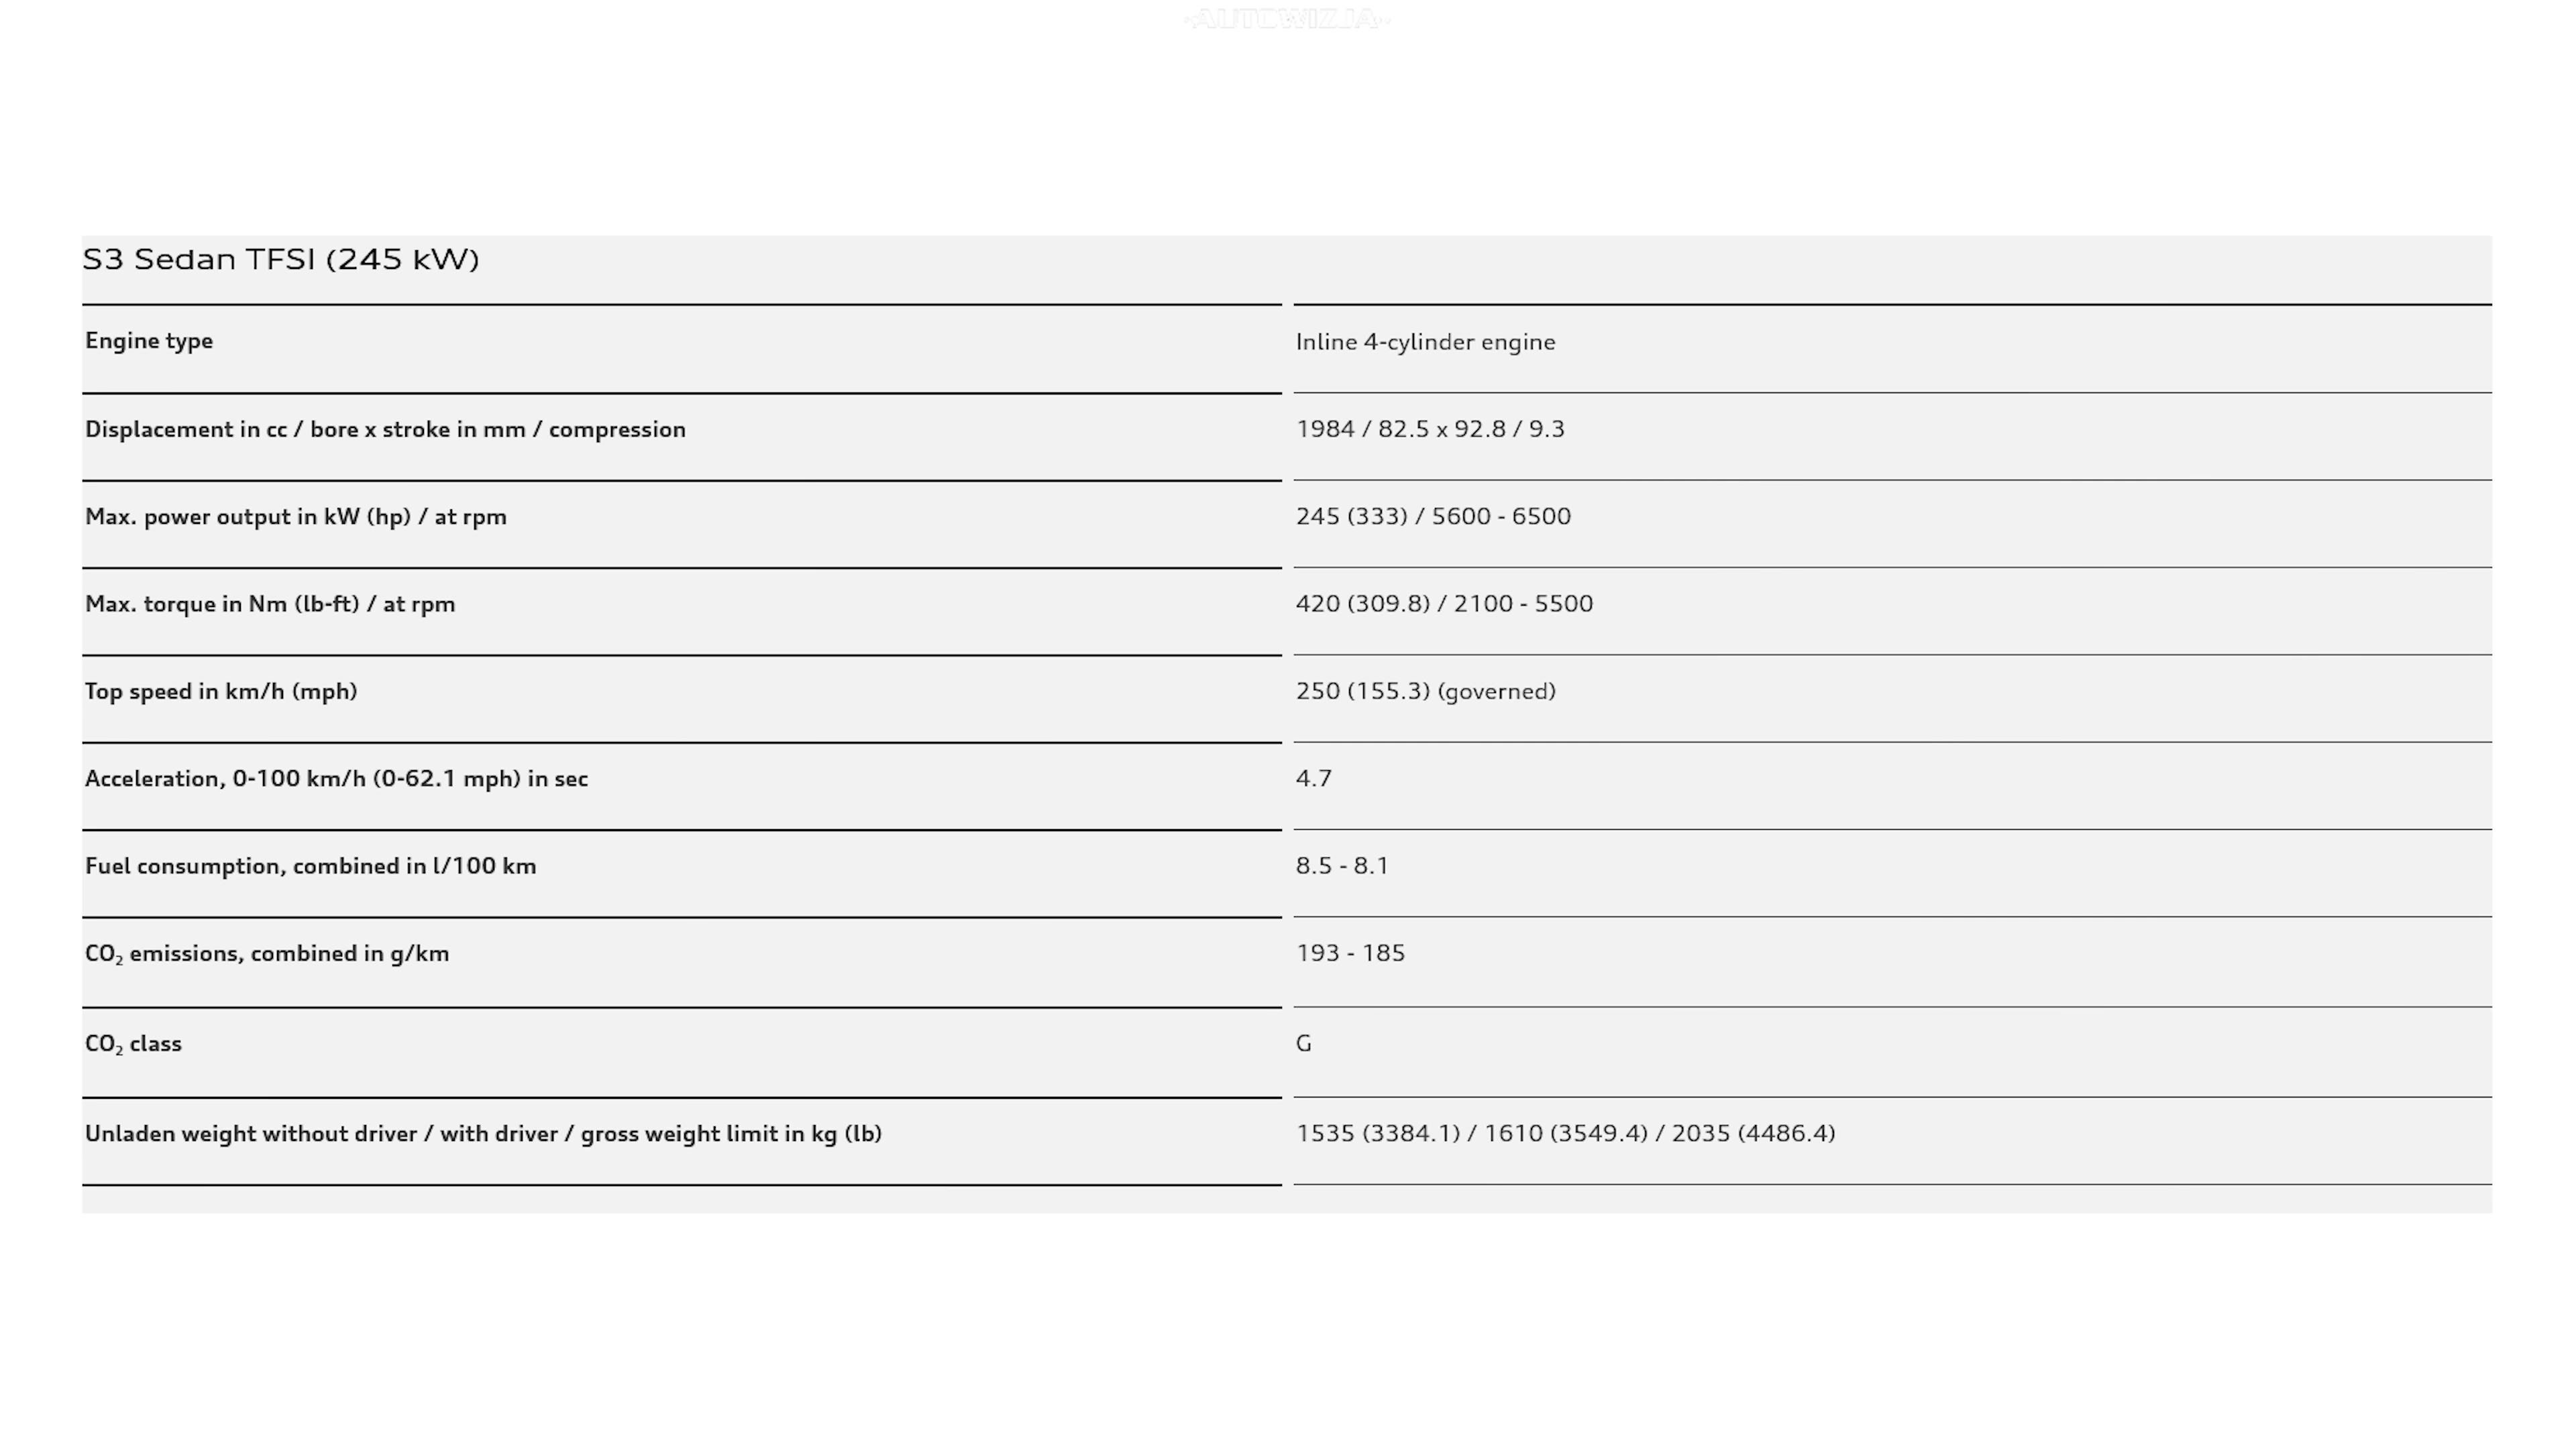 AUTOWIZJA
S3 Sedan TFSI (245 kW)
Engine type Inline 4-cylinder engine
Displacement in cc / bore x stroke in mm / compression 1984 / 82.5 x 92.8 / 9.3
Max. power output in kW (hp) / at rpm 245 (333) / 5600 - 6500
Max. torque in Nm (lb-ft) / at rpm 420 (309.8) / 2100 - 5500
Top speed in km/h (mph) 250 (155.3) (governed)
Acceleration, 0-100 km/h (0-62.1 mph) in sec 4.7
Fuel consumption, combined in l/100 km 8.5 - 8.1
CO₂ emissions, combined in g/km 193 - 185
CO₂ class G
Unladen weight without driver / with driver / gross weight limit in kg (lb) 1535 (3384.1) / 1610 (3549.4) / 2035 (4486.4)